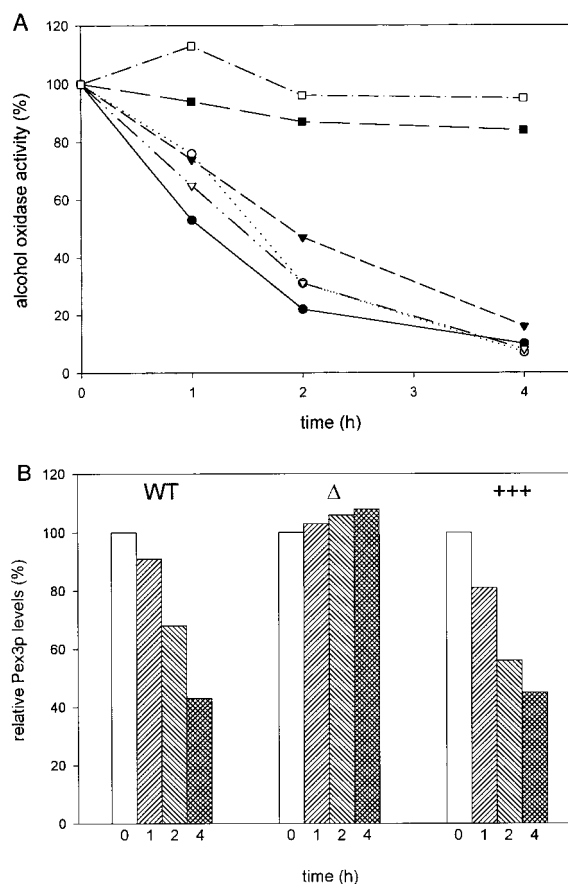 A
120
100
80
60
40
20
0
alcohol oxidase activity (%)
0 1 2 3 4
time (h)
B
120
100
80
60
40
20
0
relative Pex3p levels (%)
WT Δ +++
0 1 2 4 0 1 2 4 0 1 2 4
time (h)